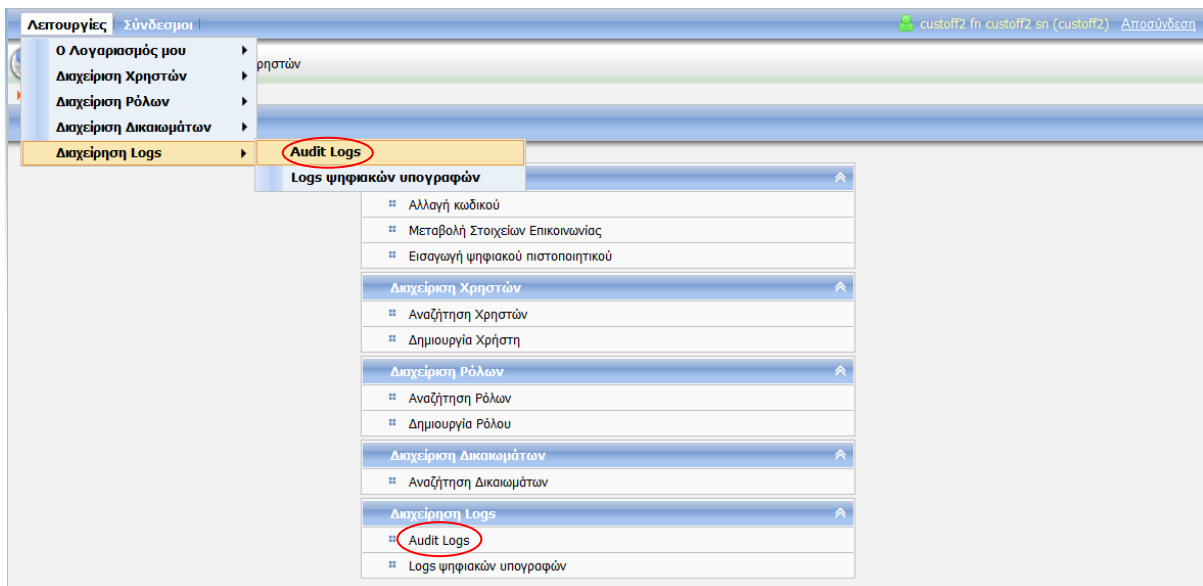 Λειτουργίες Σύνδεσμοι custoff2 fn custoff2 sn (custoff2) Αποσύνδεση
Ο Λογαριασμός μου
ρηστών
Διαχείριση Χρηστών
Διαχείριση Ρόλων
Διαχείριση Δικαιωμάτων
Διαχείρηση Logs
Audit Logs
Logs ψηφιακών υπογραφών
Αλλαγή κωδικού
Μεταβολή Στοιχείων Επικοινωνίας
Εισαγωγή ψηφιακού πιστοποιητικού
Διαχείριση Χρηστών
Αναζήτηση Χρηστών
Δημιουργία Χρήστη
Διαχείριση Ρόλων
Αναζήτηση Ρόλων
Δημιουργία Ρόλου
Διαχείριση Δικαιωμάτων
Αναζήτηση Δικαιωμάτων
Διαχείρηση Logs
Audit Logs
Logs ψηφιακών υπογραφών